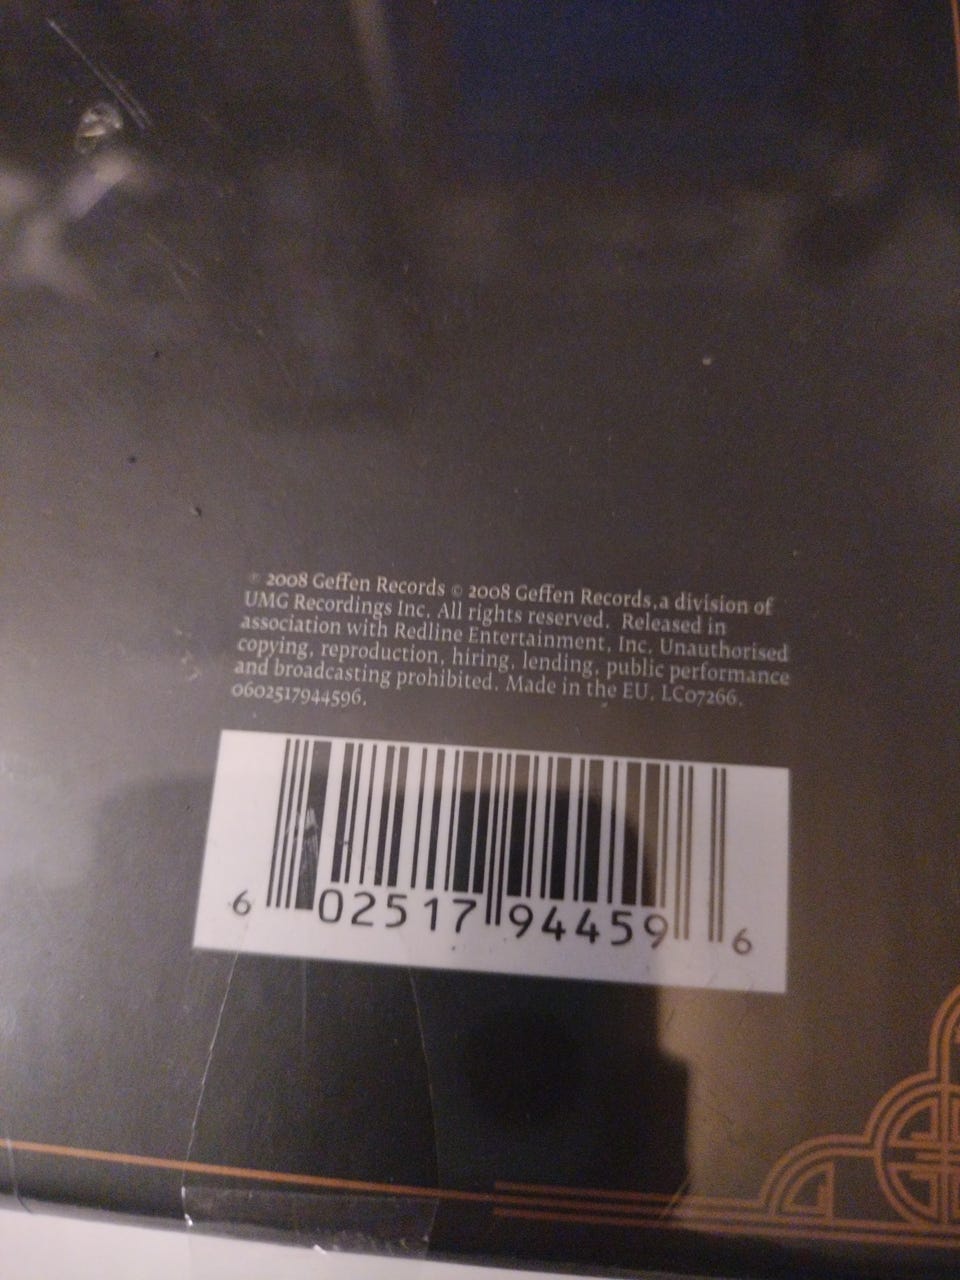 ℗ 2008 Geffen Records © 2008 Geffen Records, a division of
UMG Recordings Inc. All rights reserved. Released in
association with Redline Entertainment, Inc. Unauthorised
copying, reproduction, hiring, lending, public performance
and broadcasting prohibited. Made in the EU. LC07266.
0602517944596.
6 02517 94459 6